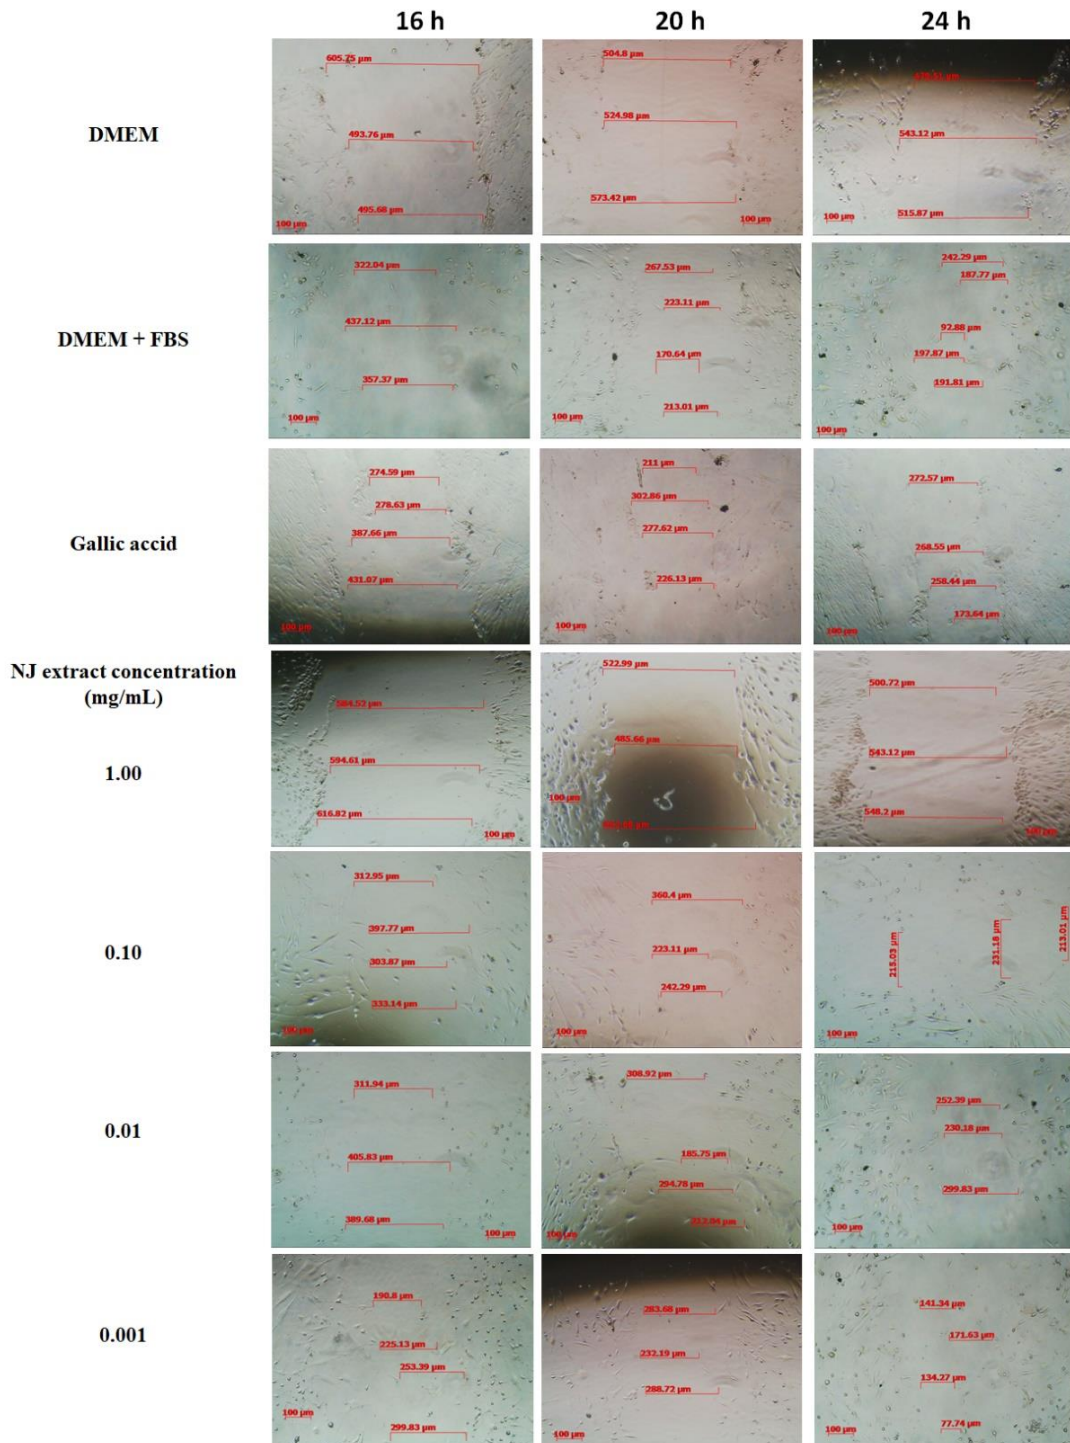 16 h
20 h
24 h
DMEM
605.75 µm
493.76 µm
495.68 µm
100 µm
504.8 µm
524.98 µm
573.42 µm
100 µm
543.12 µm
515.87 µm
100 µm
DMEM + FBS
322.04 µm
437.12 µm
357.37 µm
100 µm
267.53 µm
223.11 µm
170.64 µm
213.01 µm
100 µm
242.29 µm
187.77 µm
92.88 µm
197.87 µm
191.81 µm
100 µm
Gallic accid
274.59 µm
278.63 µm
387.66 µm
431.07 µm
100 µm
211 µm
302.86 µm
277.62 µm
226.13 µm
100 µm
272.57 µm
268.55 µm
258.44 µm
173.64 µm
100 µm
NJ extract concentration
(mg/mL)
1.00
584.52 µm
594.61 µm
616.82 µm
100 µm
522.99 µm
485.66 µm
100 µm
500.72 µm
543.12 µm
548.2 µm
100 µm
0.10
312.95 µm
397.77 µm
303.87 µm
333.14 µm
100 µm
360.4 µm
223.11 µm
242.29 µm
100 µm
215.03 µm
231.18 µm
213.01 µm
100 µm
0.01
311.94 µm
405.83 µm
389.68 µm
100 µm
308.92 µm
185.75 µm
294.78 µm
100 µm
252.39 µm
230.18 µm
299.83 µm
100 µm
0.001
190.8 µm
225.13 µm
253.39 µm
299.83 µm
100 µm
283.68 µm
232.19 µm
288.72 µm
100 µm
141.34 µm
171.63 µm
134.27 µm
77.74 µm
100 µm